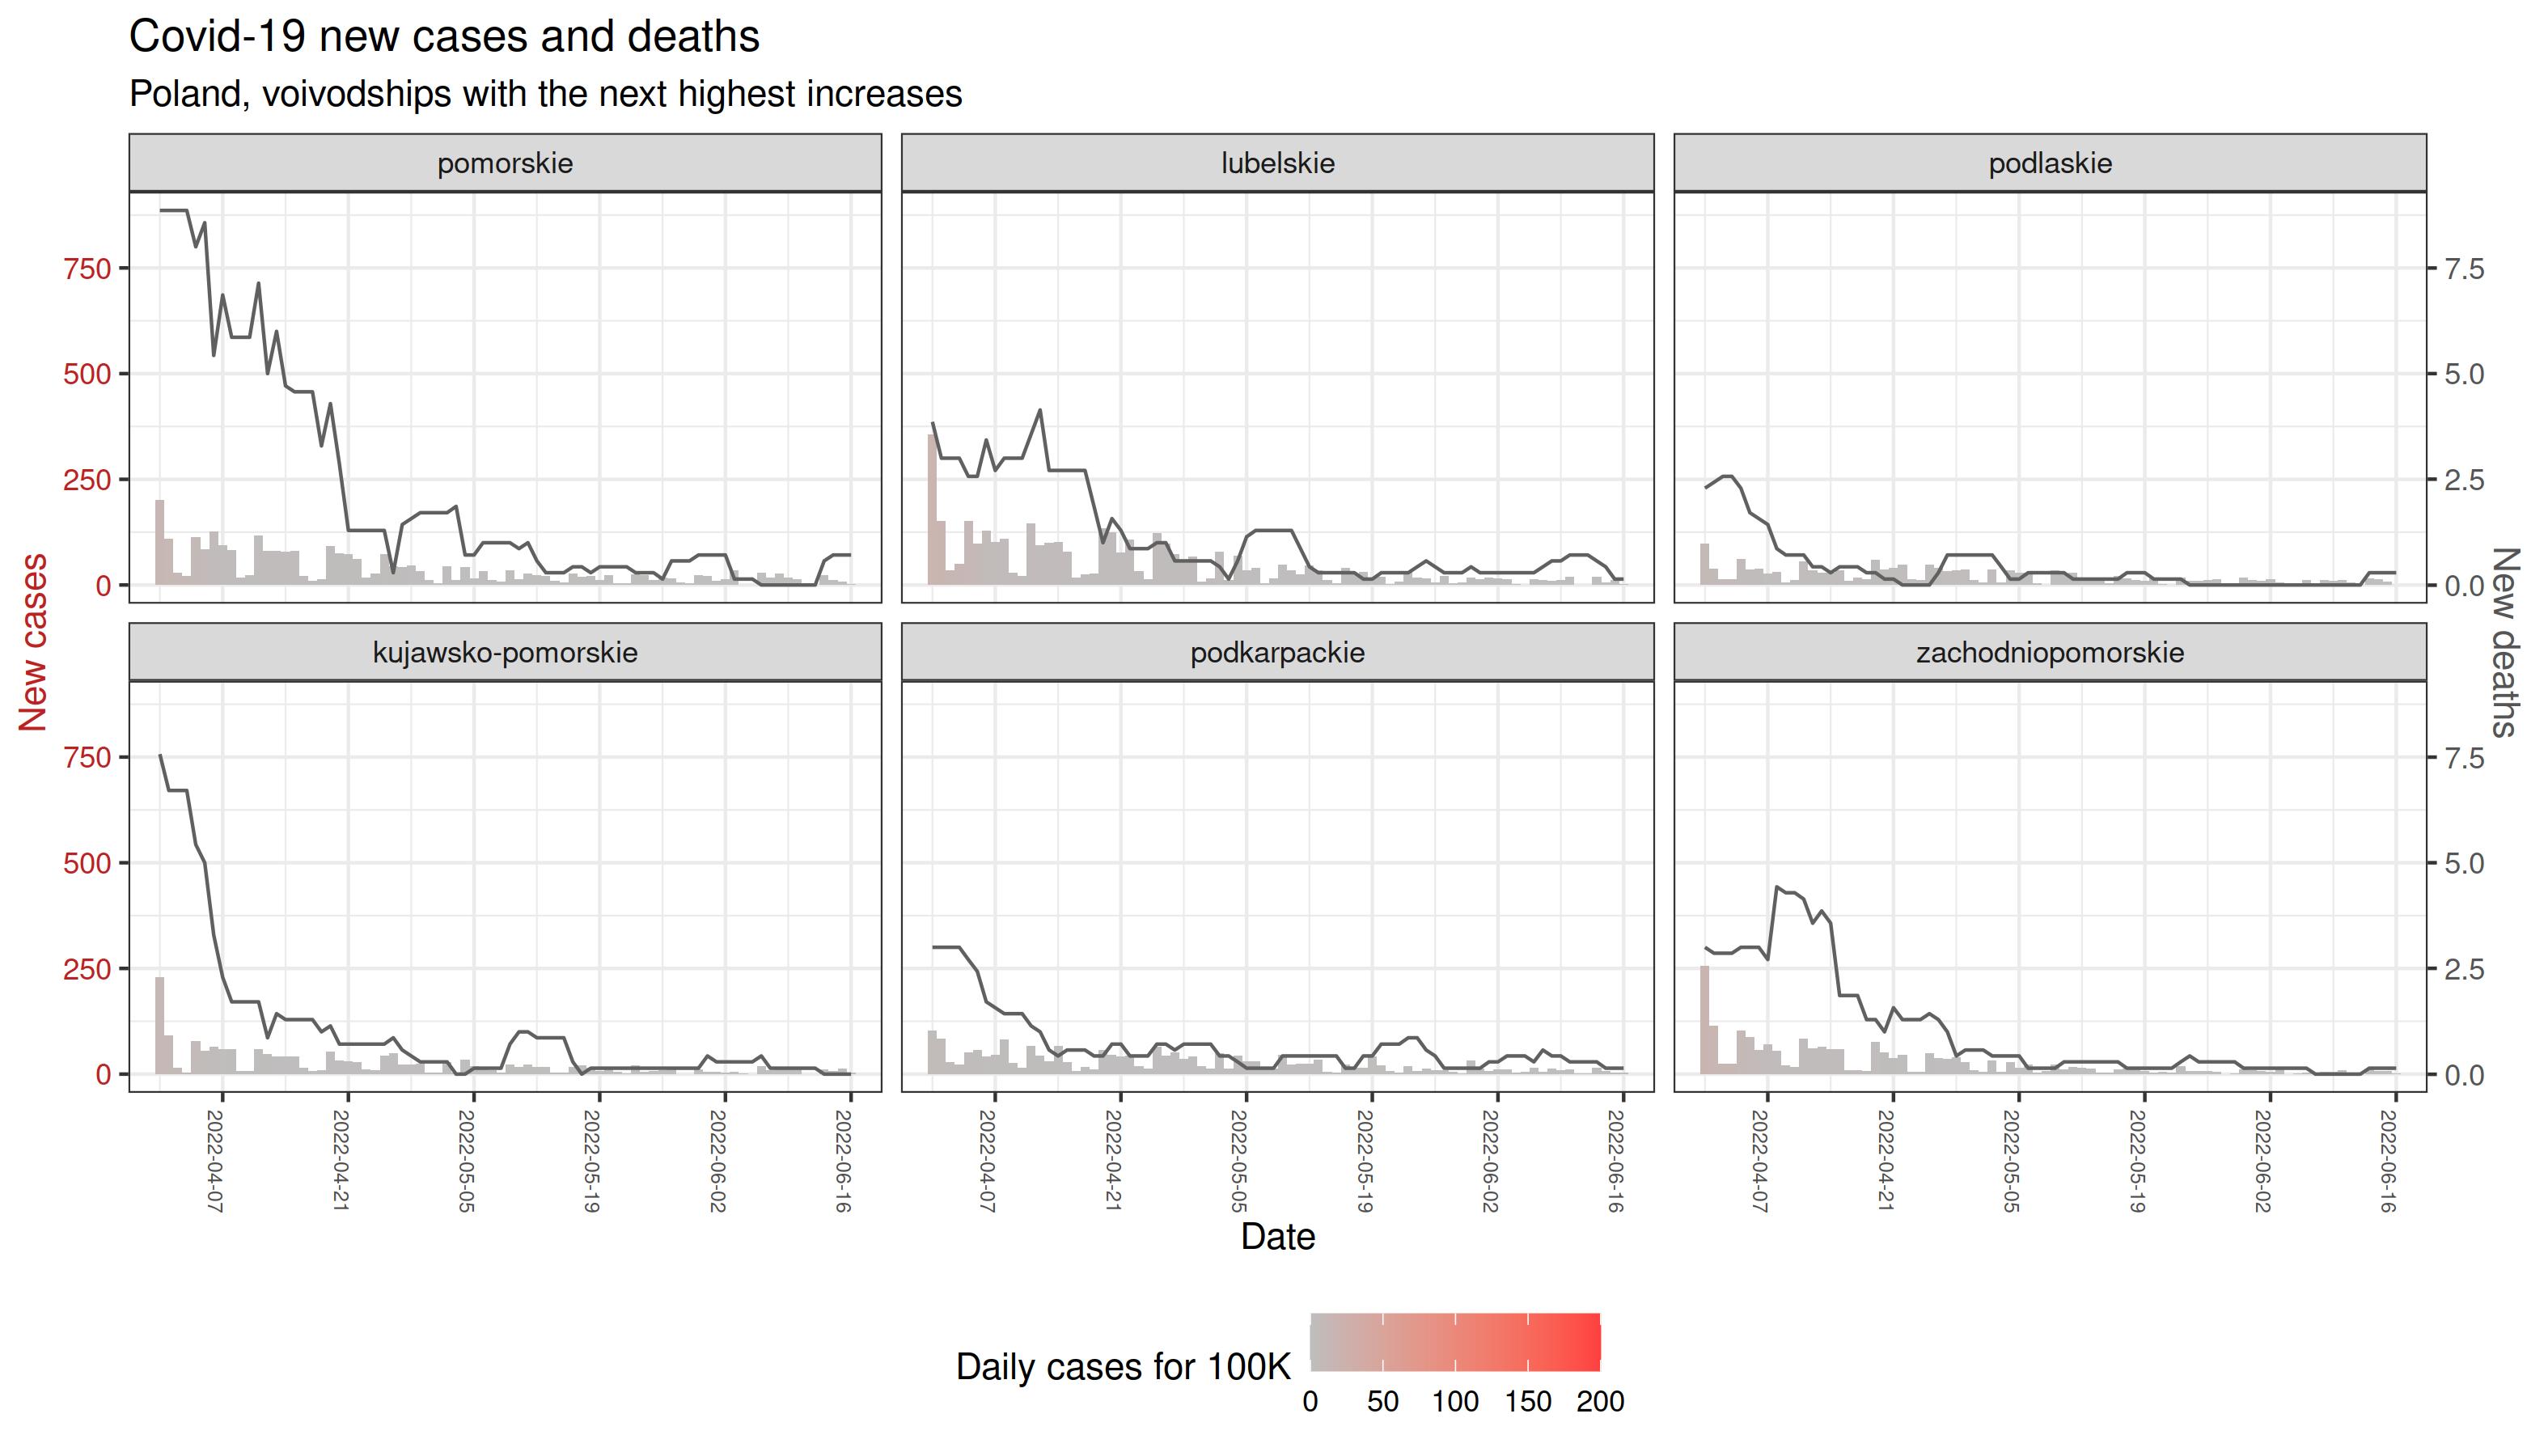 Covid-19 new cases and deaths
Poland, voivodships with the next highest increases
pomorskie
lubelskie
podlaskie
750
500
250
0
7.5
5.0
2.5
0.0
New cases
New deaths
kujawsko-pomorskie
podkarpackie
zachodniopomorskie
750
500
250
0
7.5
5.0
2.5
0.0
2022-04-07
2022-04-21
2022-05-05
2022-05-19
2022-06-02
2022-06-16
2022-04-07
2022-04-21
2022-05-05
2022-05-19
2022-06-02
2022-06-16
2022-04-07
2022-04-21
2022-05-05
2022-05-19
2022-06-02
2022-06-16
Date
Daily cases for 100K
0 50 100 150 200